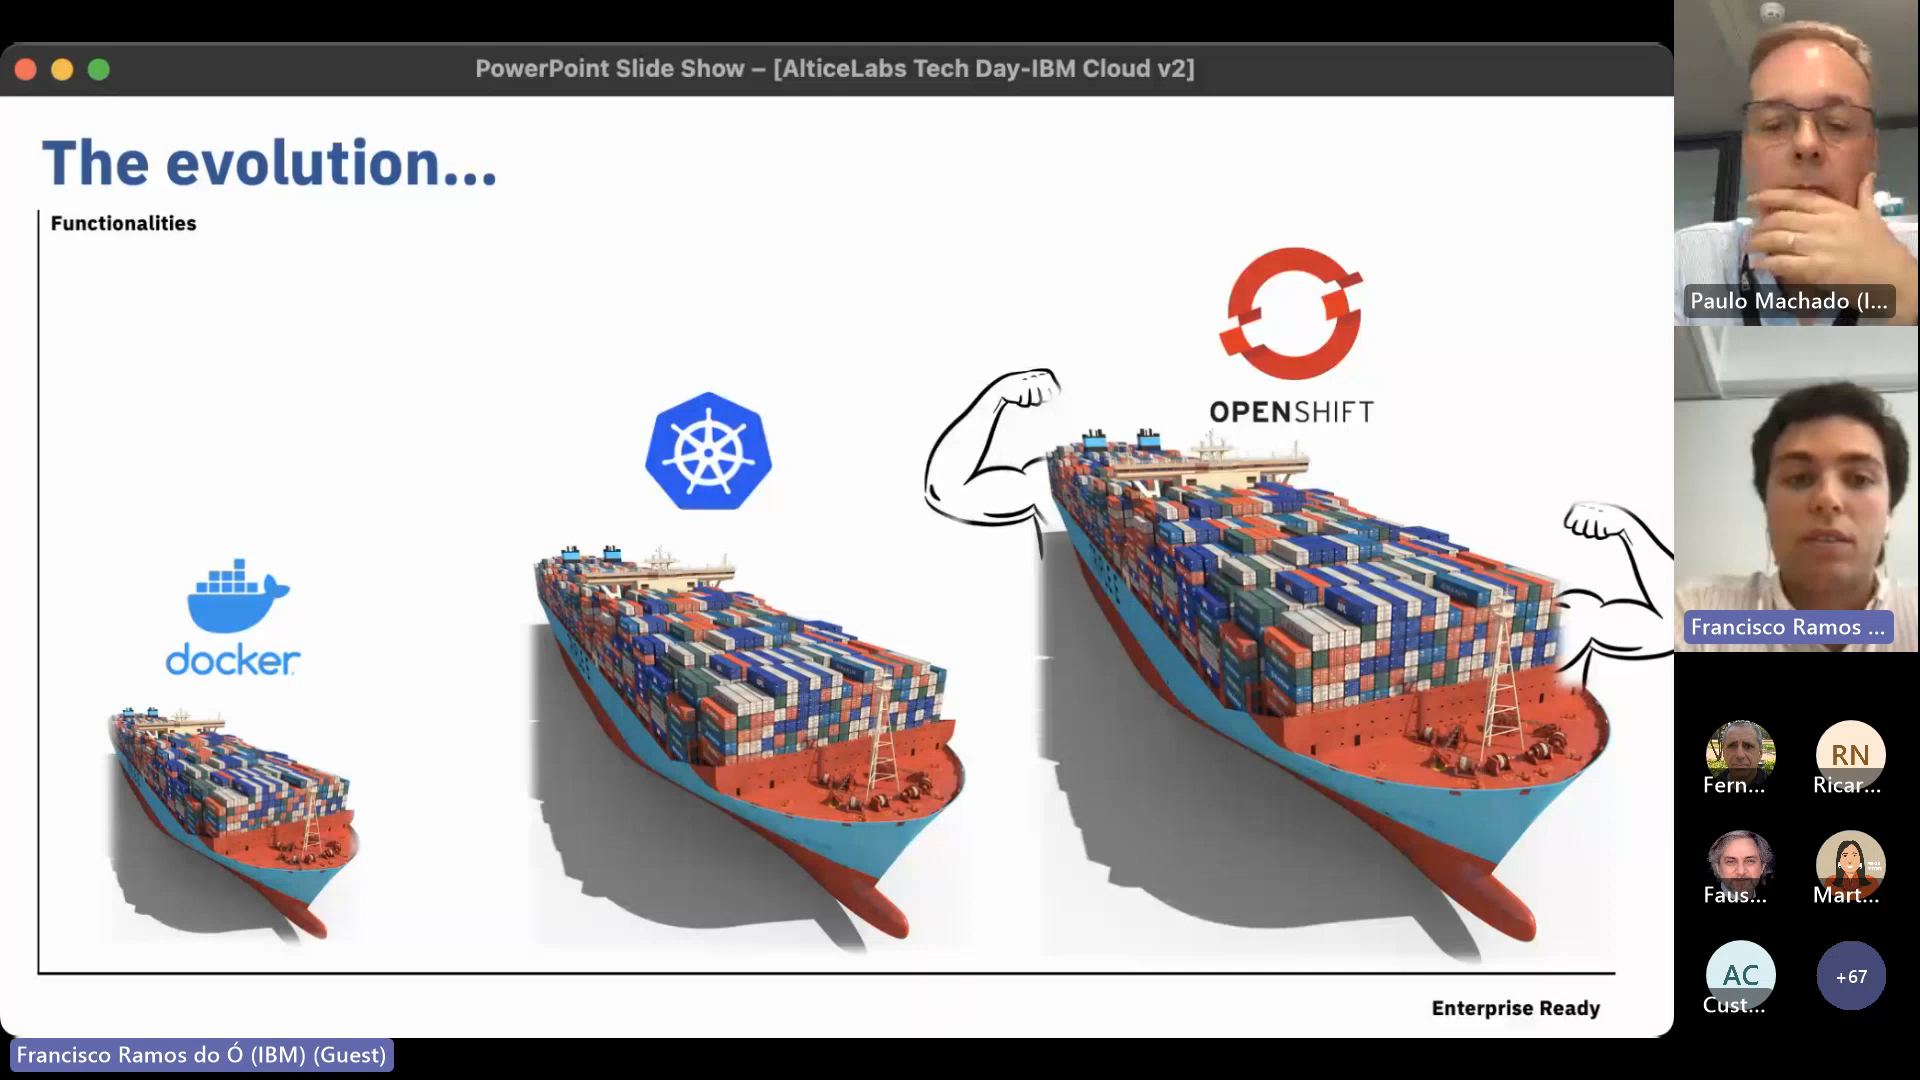 PowerPoint Slide Show – [AlticeLabs Tech Day-IBM Cloud v2]
The evolution...
Functionalities
OPENSHIFT
docker
Enterprise Ready
Francisco Ramos do Ó (IBM) (Guest)
Paulo Machado (I...
Francisco Ramos ...
RN
Fern...
Ricar...
Faus...
Mart...
AC
Cust...
+67